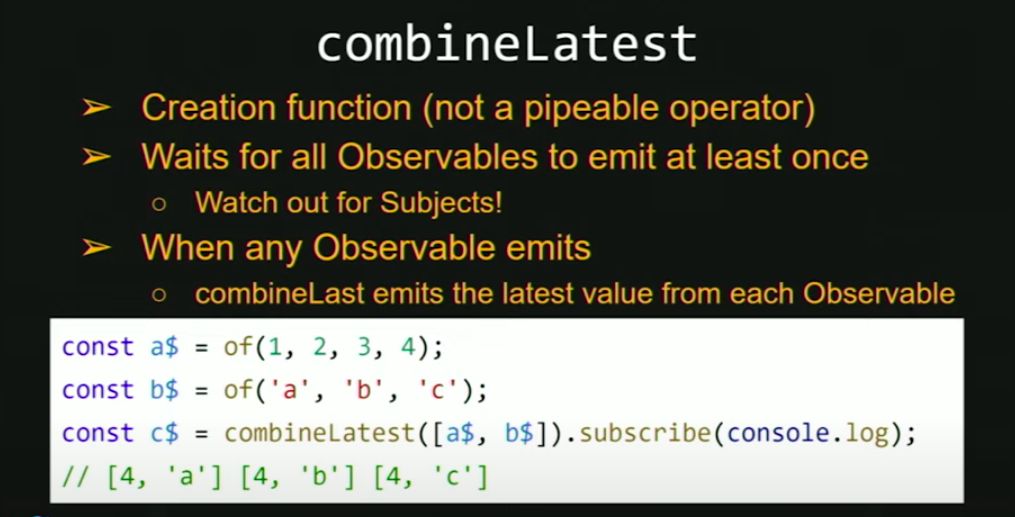 combineLatest
➢ Creation function (not a pipeable operator)
➢ Waits for all Observables to emit at least once
○ Watch out for Subjects!
➢ When any Observable emits
○ combineLast emits the latest value from each Observable
const a$ = of(1, 2, 3, 4);
const b$ = of('a', 'b', 'c');
const c$ = combineLatest([a$, b$]).subscribe(console.log);
// [4, 'a'] [4, 'b'] [4, 'c']